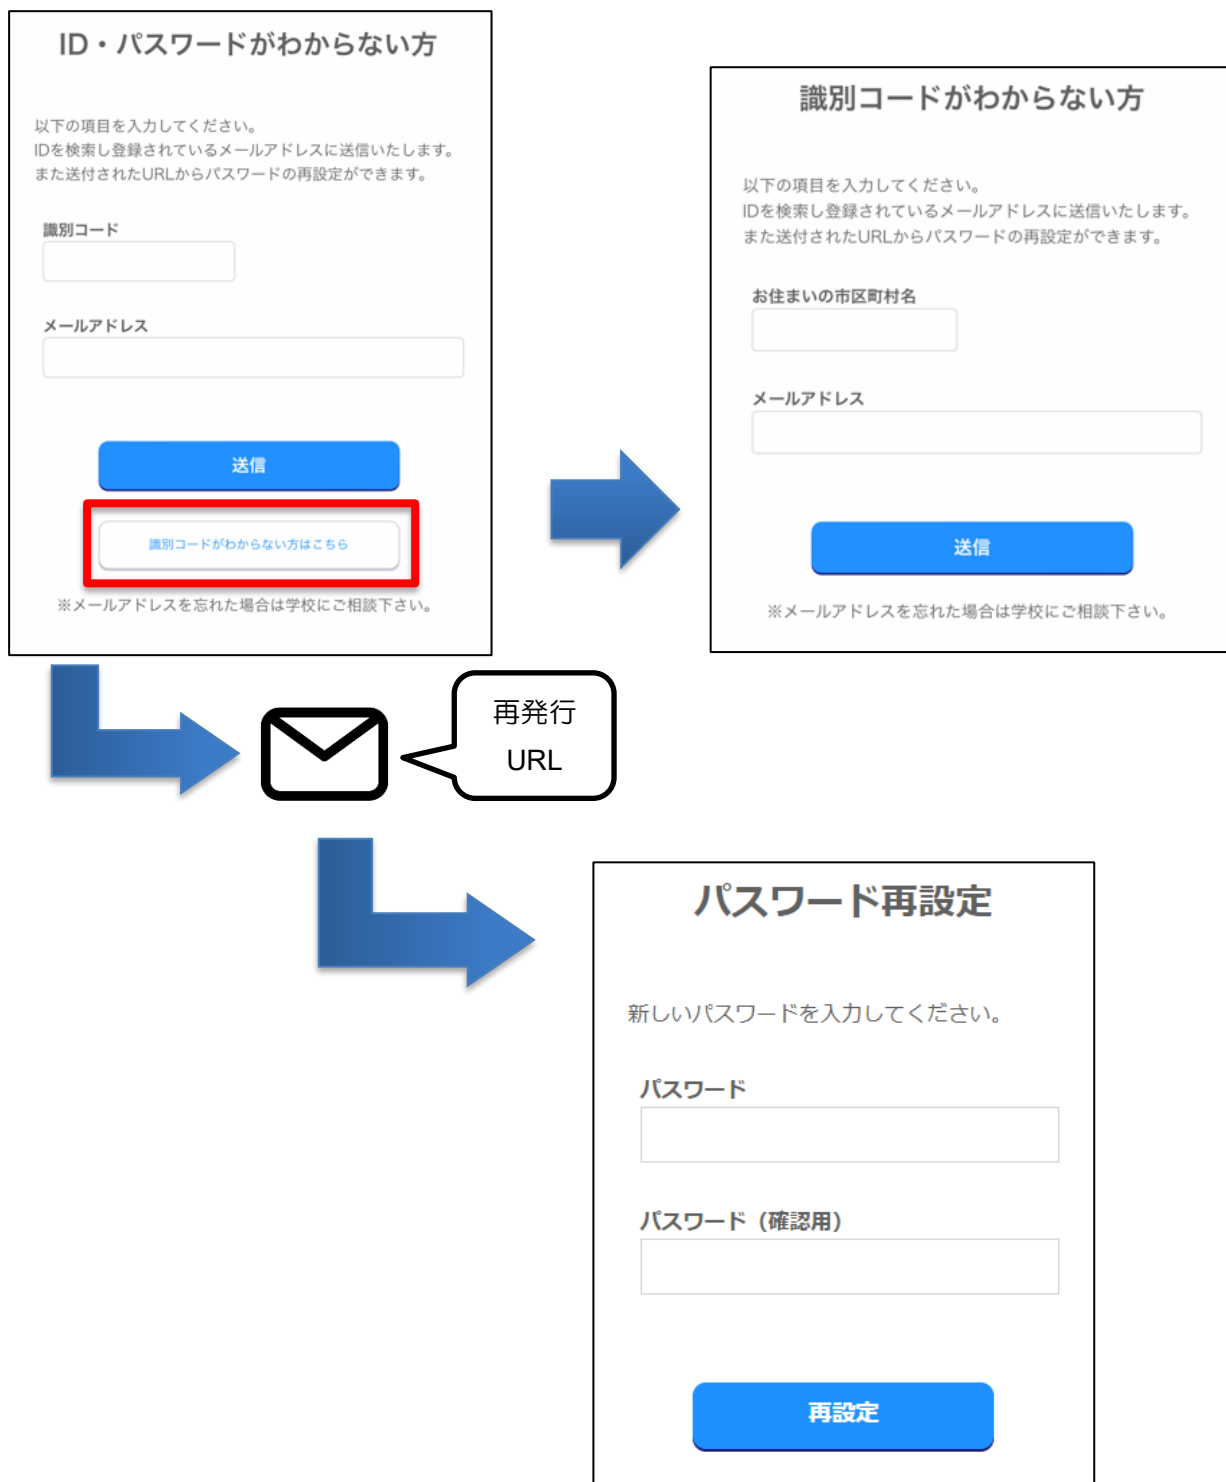 ID・パスワードがわからない方
以下の項目を入力してください。
IDを検索し登録されているメールアドレスに送信いたします。
また送付されたURLからパスワードの再設定ができます。
識別コード
メールアドレス
送信
識別コードがわからない方はこちら
※メールアドレスを忘れた場合は学校にご相談下さい。
識別コードがわからない方
以下の項目を入力してください。
IDを検索し登録されているメールアドレスに送信いたします。
また送付されたURLからパスワードの再設定ができます。
お住まいの市区町村名
メールアドレス
送信
※メールアドレスを忘れた場合は学校にご相談下さい。
再発行
URL
パスワード再設定
新しいパスワードを入力してください。
パスワード
パスワード（確認用）
再設定